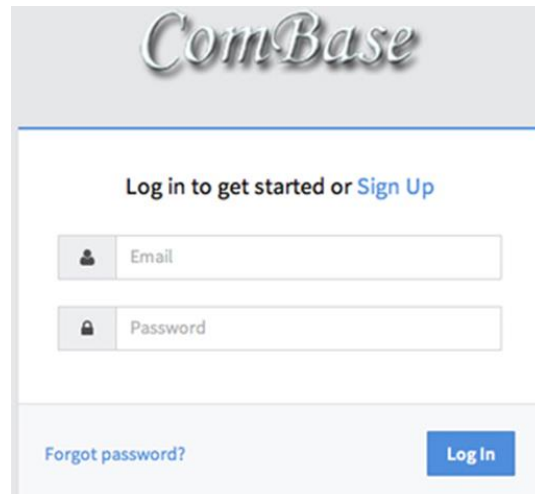 ComBase
Log in to get started or Sign Up
Email
Password
Forgot password?
Log In